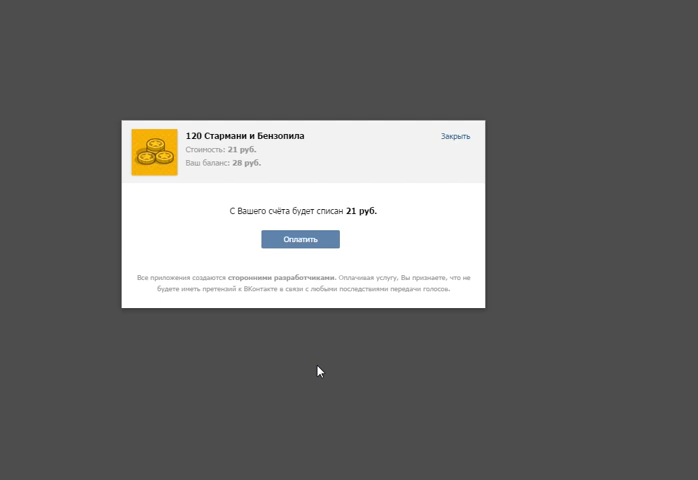 120 Стармани и Бензопила
Закрыть
Стоимость: 21 руб.
Ваш баланс: 28 руб.
С Вашего счёта будет списан 21 руб.
Оплатить
Все приложения создаются сторонними разработчиками. Оплачивая услугу, Вы признаете, что не
будете иметь претензий к ВКонтакте в связи с любыми последствиями передачи голосов.